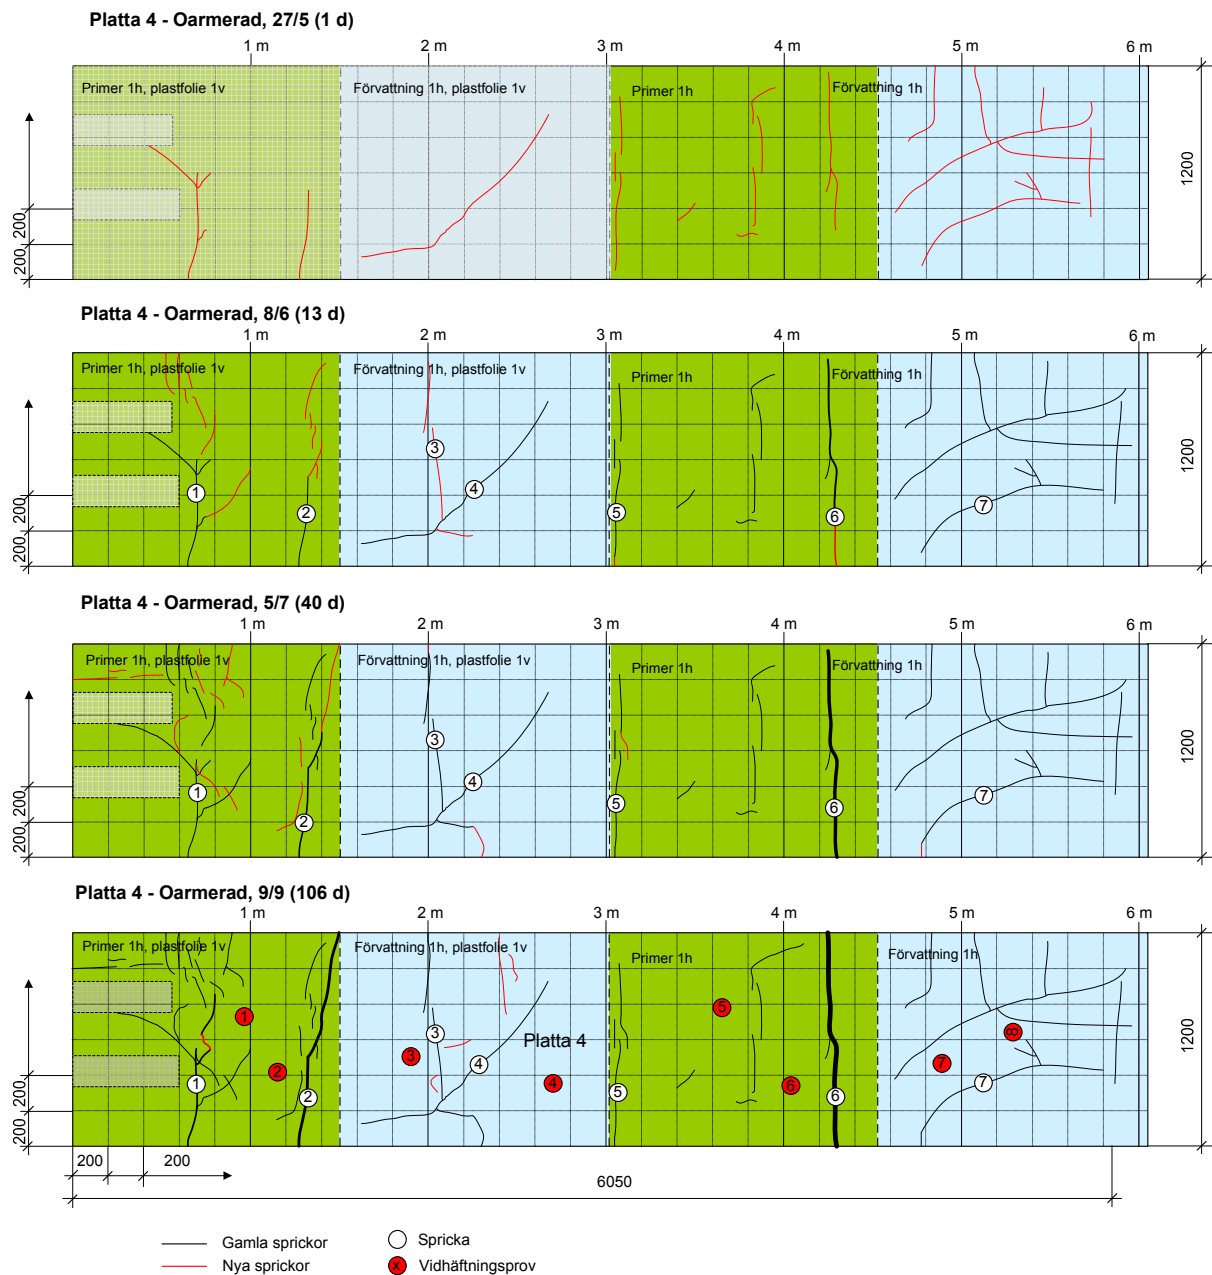 Platta 4 - Oarmerad, 27/5 (1 d)
1 m
2 m
3 m
4 m
5 m
6 m
Primer 1h, plastfolie 1v
Förvattning 1h, plastfolie 1v
Primer 1h
Förvattning 1h
200
200
1200
Platta 4 - Oarmerad, 8/6 (13 d)
1 m
2 m
3 m
4 m
5 m
6 m
Primer 1h, plastfolie 1v
Förvattning 1h, plastfolie 1v
Primer 1h
Förvattning 1h
1
2
3
4
5
6
7
200
200
1200
Platta 4 - Oarmerad, 5/7 (40 d)
1 m
2 m
3 m
4 m
5 m
6 m
Primer 1h, plastfolie 1v
Förvattning 1h, plastfolie 1v
Primer 1h
Förvattning 1h
1
2
3
4
5
6
7
200
200
1200
Platta 4 - Oarmerad, 9/9 (106 d)
1 m
2 m
3 m
4 m
5 m
6 m
Primer 1h, plastfolie 1v
Förvattning 1h, plastfolie 1v
Primer 1h
Förvattning 1h
1
2
3
4
5
6
7
8
Platta 4
1
2
3
4
5
6
7
200
200
1200
200
200
6050
Gamla sprickor
Spricka
Nya sprickor
x
Vidhäftningsprov